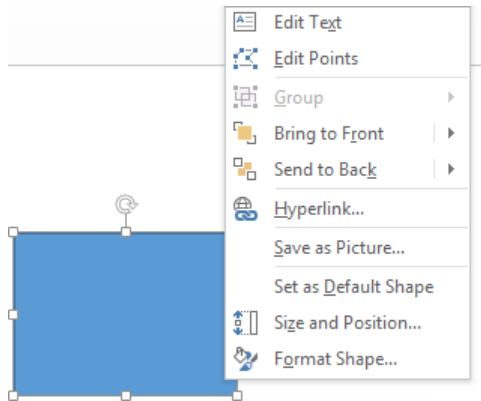 Edit Text
Edit Points
Group
Bring to Front
Send to Back
Hyperlink...
Save as Picture...
Set as Default Shape
Size and Position...
Format Shape...